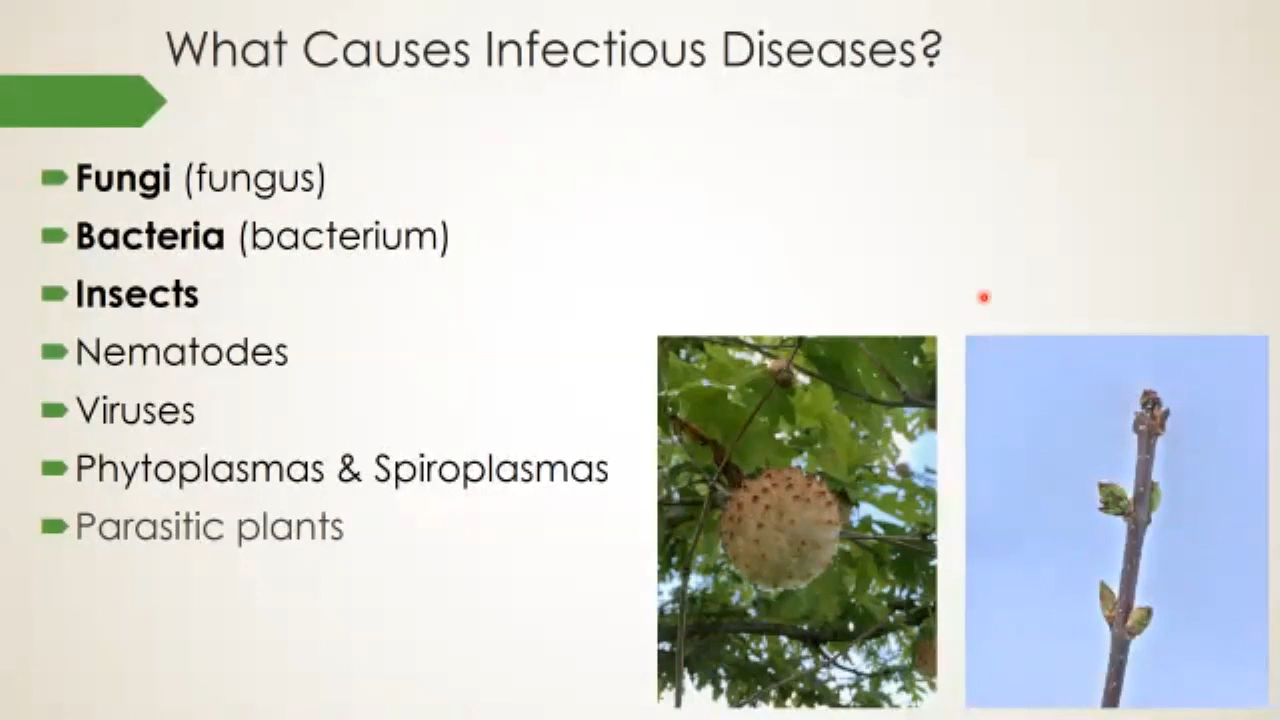 What Causes Infectious Diseases?
Fungi (fungus)
Bacteria (bacterium)
Insects
Nematodes
Viruses
Phytoplasmas & Spiroplasmas
Parasitic plants